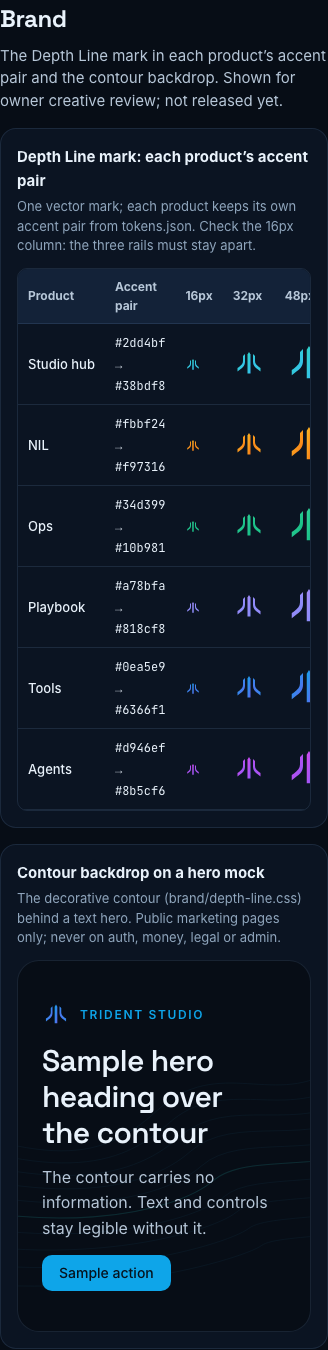 Brand
The Depth Line mark in each product’s accent
pair and the contour backdrop. Shown for
owner creative review; not released yet.
Depth Line mark: each product’s accent
pair
One vector mark; each product keeps its own
accent pair from tokens.json. Check the 16px
column: the three rails must stay apart.
Product Accent pair 16px 32px 48px
Studio hub #2dd4bf → #38bdf8
NIL #fbbf24 → #f97316
Ops #34d399 → #10b981
Playbook #a78bfa → #818cf8
Tools #0ea5e9 → #6366f1
Agents #d946ef → #8b5cf6
Contour backdrop on a hero mock
The decorative contour (brand/depth-line.css)
behind a text hero. Public marketing pages
only; never on auth, money, legal or admin.
TRIDENT STUDIO
Sample hero
heading over
the contour
The contour carries no
information. Text and controls
stay legible without it.
Sample action